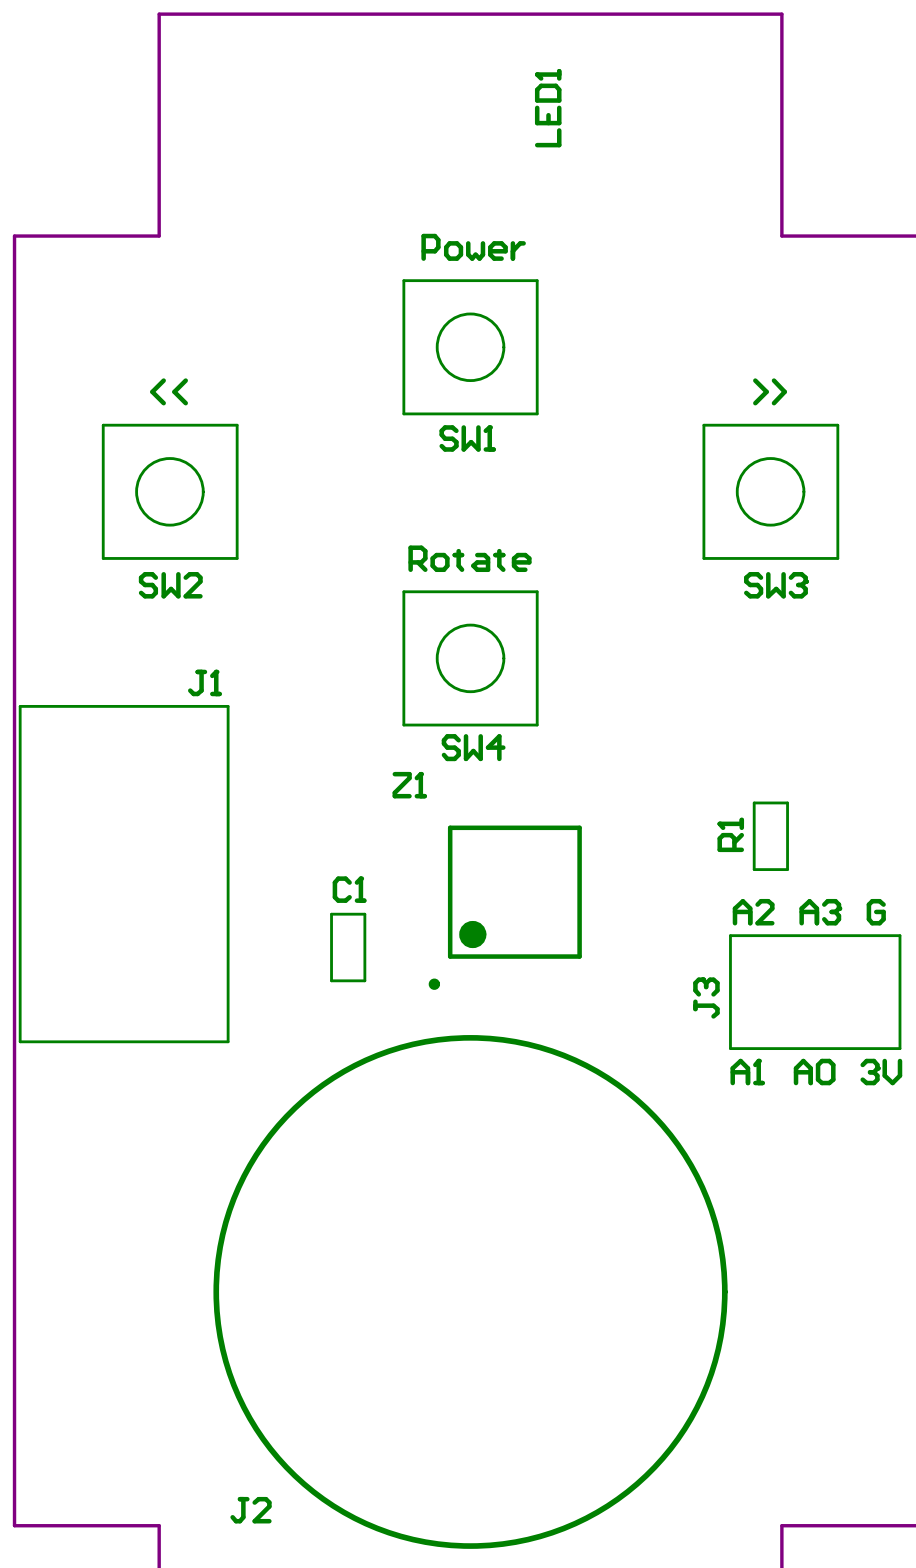 LED1
Power
<< >>
SW1
Rotate
SW2 SW3
J1
SW4
Z1
R1
C1
A2 A3 G
J3
A1 A0 3V
J2